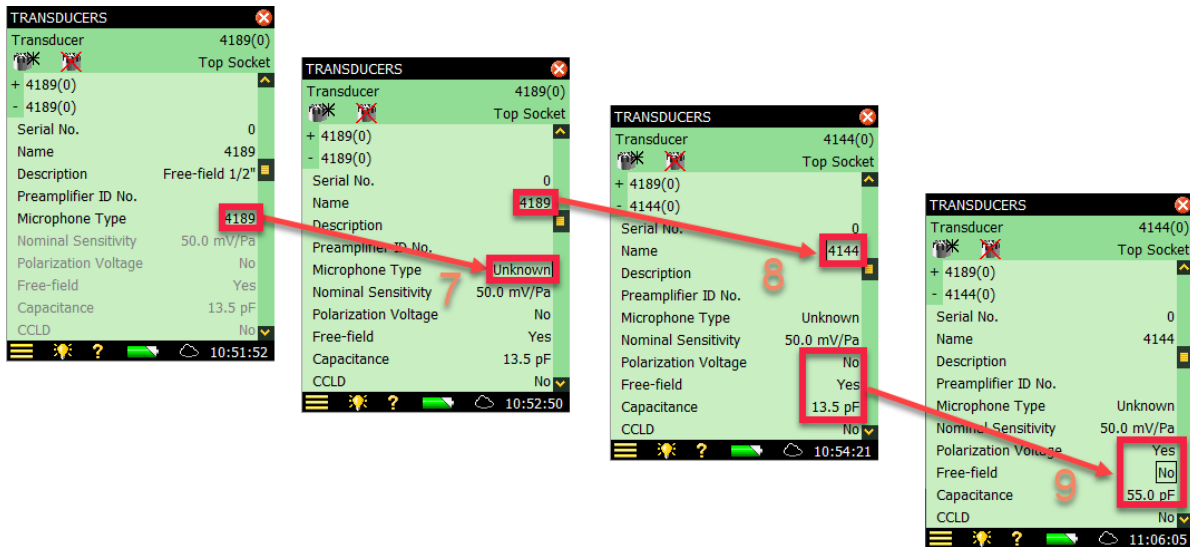 TRANSDUCERS
Transducer 4189(0)
Top Socket
+ 4189(0)
- 4189(0)
Serial No. 0
Name 4189
Description Free-field 1/2"
Preamplifier ID No.
Microphone Type 4189
Nominal Sensitivity 50.0 mV/Pa
Polarization Voltage No
Free-field Yes
Capacitance 13.5 pF
CCLD No
? 10:51:52
7
TRANSDUCERS
Transducer 4189(0)
Top Socket
+ 4189(0)
- 4189(0)
Serial No. 0
Name 4189
Description
Preamplifier ID No.
Microphone Type Unknown
Nominal Sensitivity 50.0 mV/Pa
Polarization Voltage No
Free-field Yes
Capacitance 13.5 pF
CCLD No
? 10:52:50
8
TRANSDUCERS
Transducer 4144(0)
Top Socket
+ 4189(0)
- 4144(0)
Serial No. 0
Name 4144
Description
Preamplifier ID No.
Microphone Type Unknown
Nominal Sensitivity 50.0 mV/Pa
Polarization Voltage No
Free-field Yes
Capacitance 13.5 pF
CCLD No
? 10:54:21
9
TRANSDUCERS
Transducer 4144(0)
Top Socket
+ 4189(0)
- 4144(0)
Serial No. 0
Name 4144
Description
Preamplifier ID No.
Microphone Type Unknown
Nominal Sensitivity 50.0 mV/Pa
Polarization Voltage Yes
Free-field No
Capacitance 55.0 pF
CCLD No
? 11:06:05